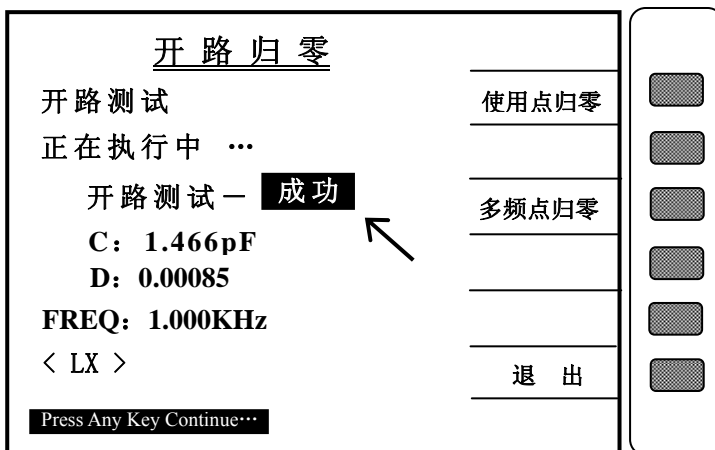 开路归零
开路测试
正在执行中 …
开路测试－ 成功
C：1.466pF
D：0.00085
FREQ：1.000KHz
< LX >
Press Any Key Continue…
使用点归零
多频点归零
退 出